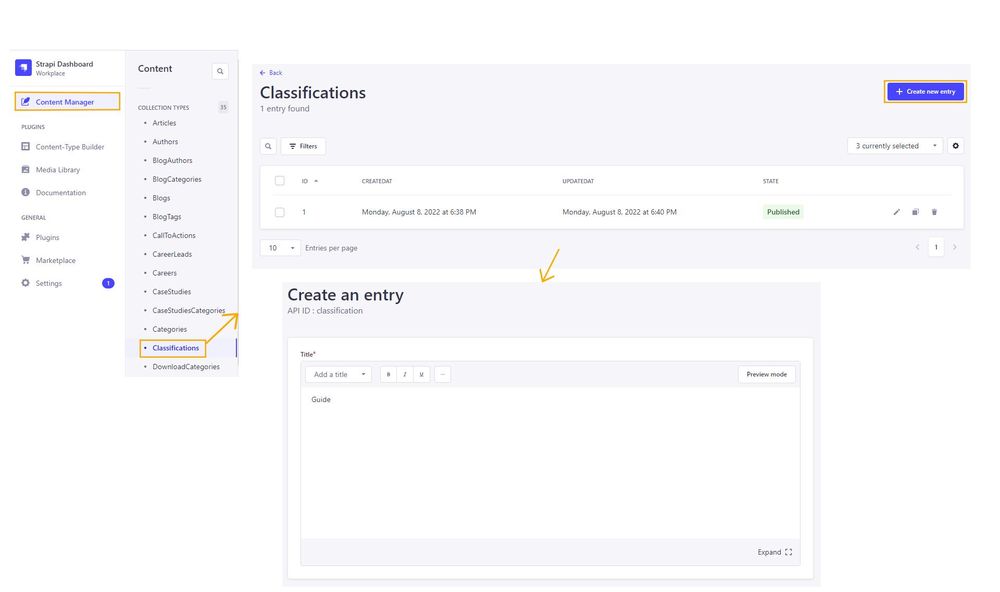 Strapi Dashboard
Workplace
Content Manager
PLUGINS
Content-Type Builder
Media Library
Documentation
GENERAL
Plugins
Marketplace
Settings
1
Content
COLLECTION TYPES
35
Articles
Authors
BlogAuthors
BlogCategories
Blogs
BlogTags
CallToActions
CareerLeads
Careers
CaseStudies
CaseStudiesCategories
Categories
Classifications
DownloadCategories
Back
Classifications
1 entry found
Create new entry
Filters
3 currently selected
ID CREATEDAT UPDATEDAT STATE
1 Monday, August 8, 2022 at 6:38 PM Monday, August 8, 2022 at 6:40 PM Published
10 Entries per page
1
Create an entry
API ID : classification
Title*
Add a title B I U ... Preview mode
Guide
Expand